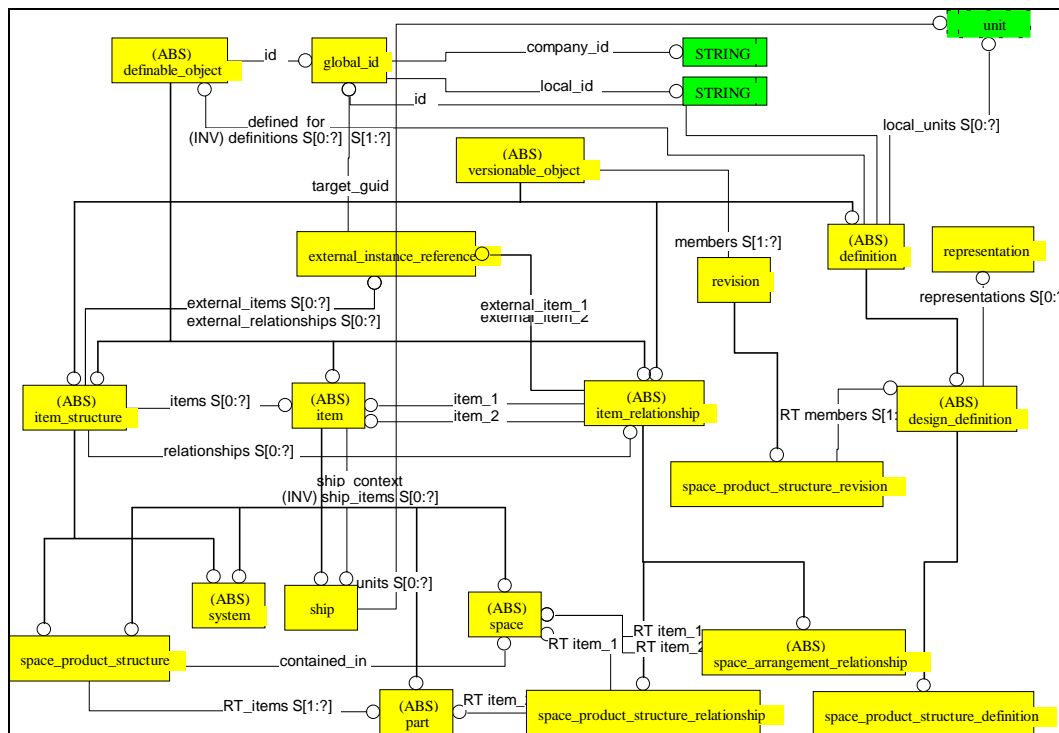 unit
(ABS)
definable_object
id
global_id
company_id
STRING
local_id
STRING
id
defined_for
(INV) definitions S[0:?]
S[1:?]
local_units S[0:?]
(ABS)
versionable_object
target_guid
members S[1:?]
(ABS)
definition
representation
external_instance_reference
revision
representations S[0:?
external_items S[0:?]
external_relationships S[0:?]
external_item_1
external_item_2
(ABS)
item_structure
items S[0:?]
(ABS)
item
item_1
item_2
(ABS)
item_relationship
RT members S[1:
(ABS)
design_definition
relationships S[0:?]
ship_context
(INV) ship_items S[0:?]
space_product_structure_revision
(ABS)
system
ship
units S[0:?]
(ABS)
space
RT item_1
RT item_2
RT item_1
(ABS)
space_arrangement_relationship
space_product_structure
contained_in
RT_items S[1:?]
(ABS)
part
RT item_2
space_product_structure_relationship
space_product_structure_definition